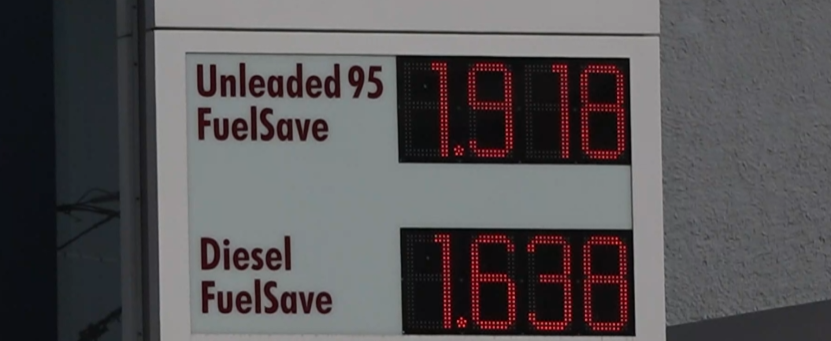 Unleaded 95 1.918
FuelSave
Diesel 1.638
FuelSave